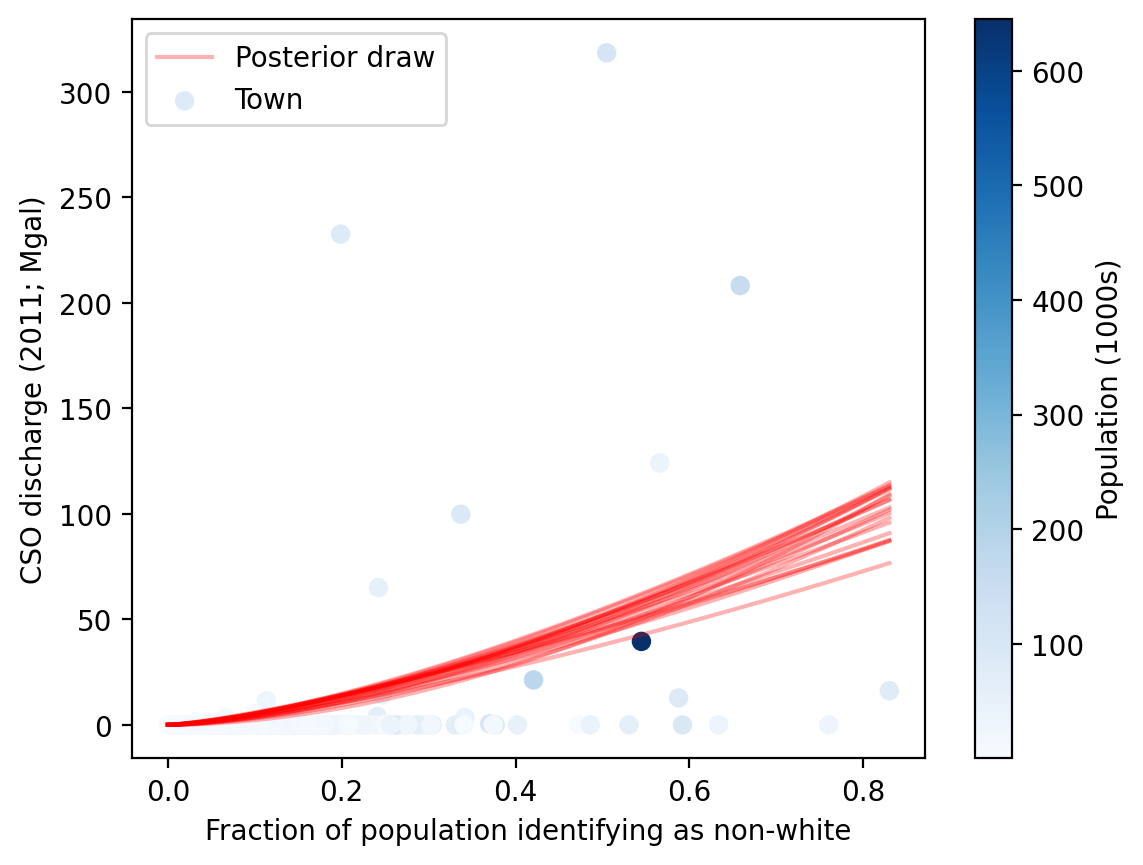 Posterior draw
Town
CSO discharge (2011; Mgal)
300
250
200
150
100
50
0
0.0 0.2 0.4 0.6 0.8
Fraction of population identifying as non-white
600
500
400
300
200
100
Population (1000s)